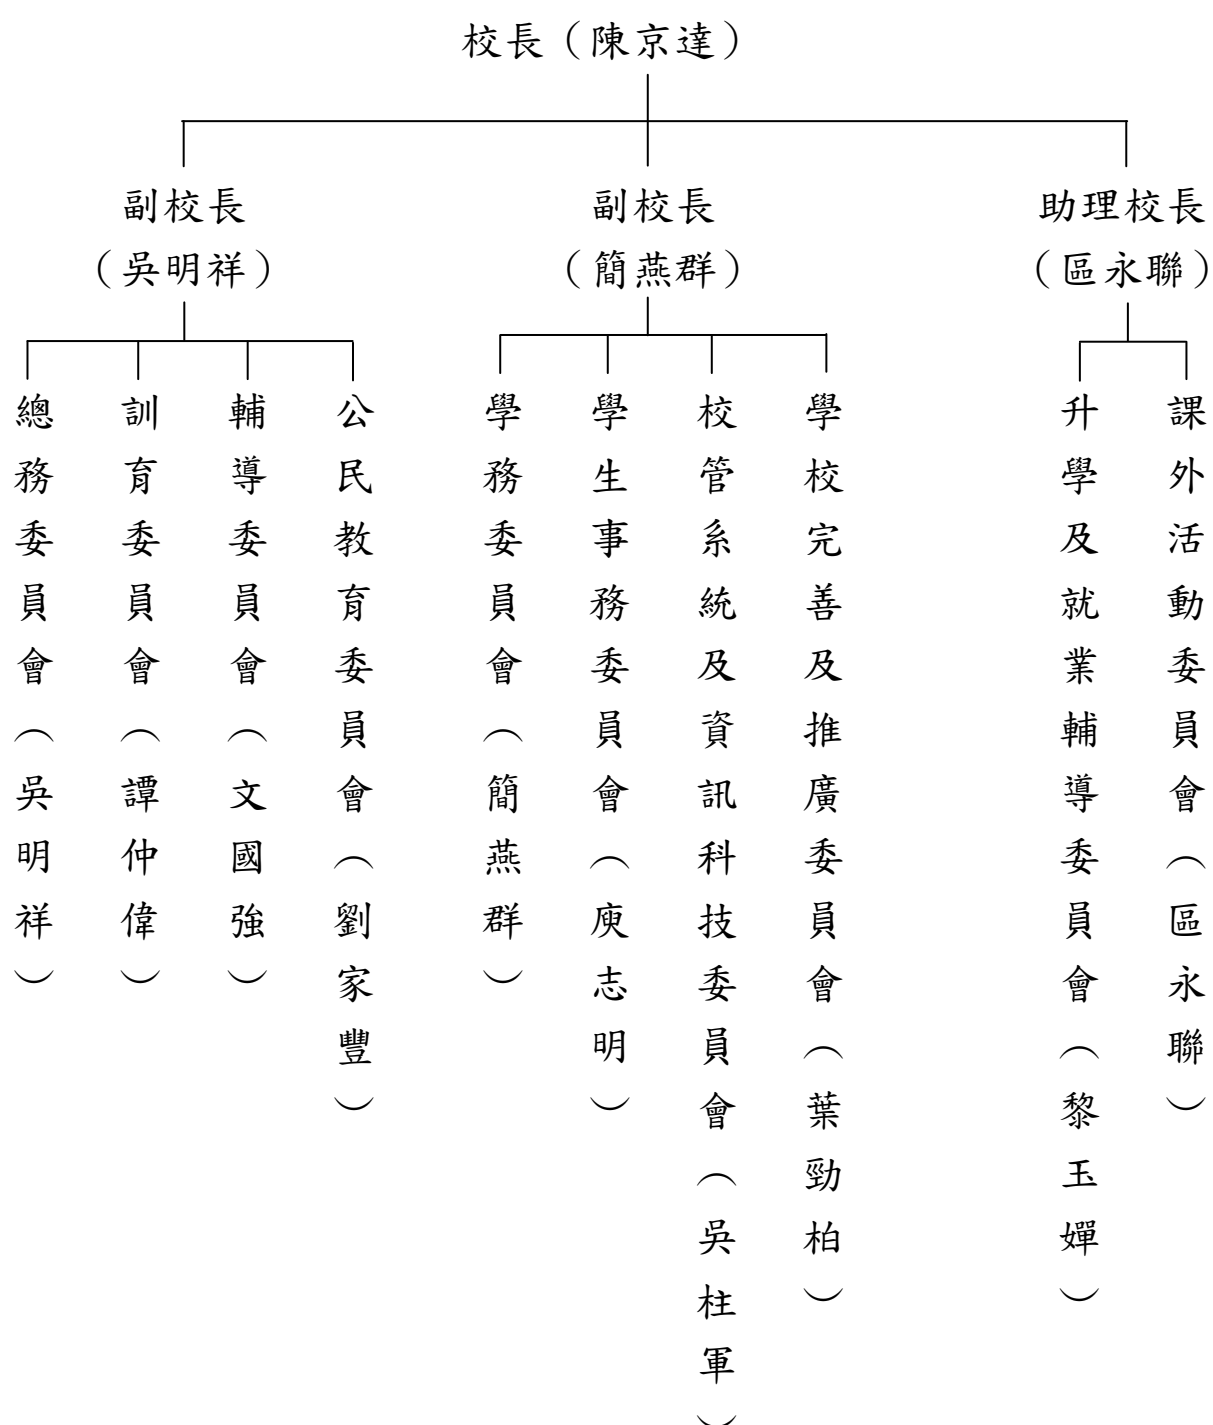 校長（陳京達）
副校長
（吳明祥）
副校長
（簡燕群）
助理校長
（區永聯）
總務委員會（吳明祥）
訓育委員會（譚仲偉）
輔導委員會（文國強）
公民教育委員會（劉家豐）
學務委員會（簡燕群）
學生事務委員會（庾志明）
校管系統及資訊科技委員會（吳柱軍）
學校完善及推廣委員會（葉勁柏）
升學及就業輔導委員會（黎玉嬋）
課外活動委員會（區永聯）